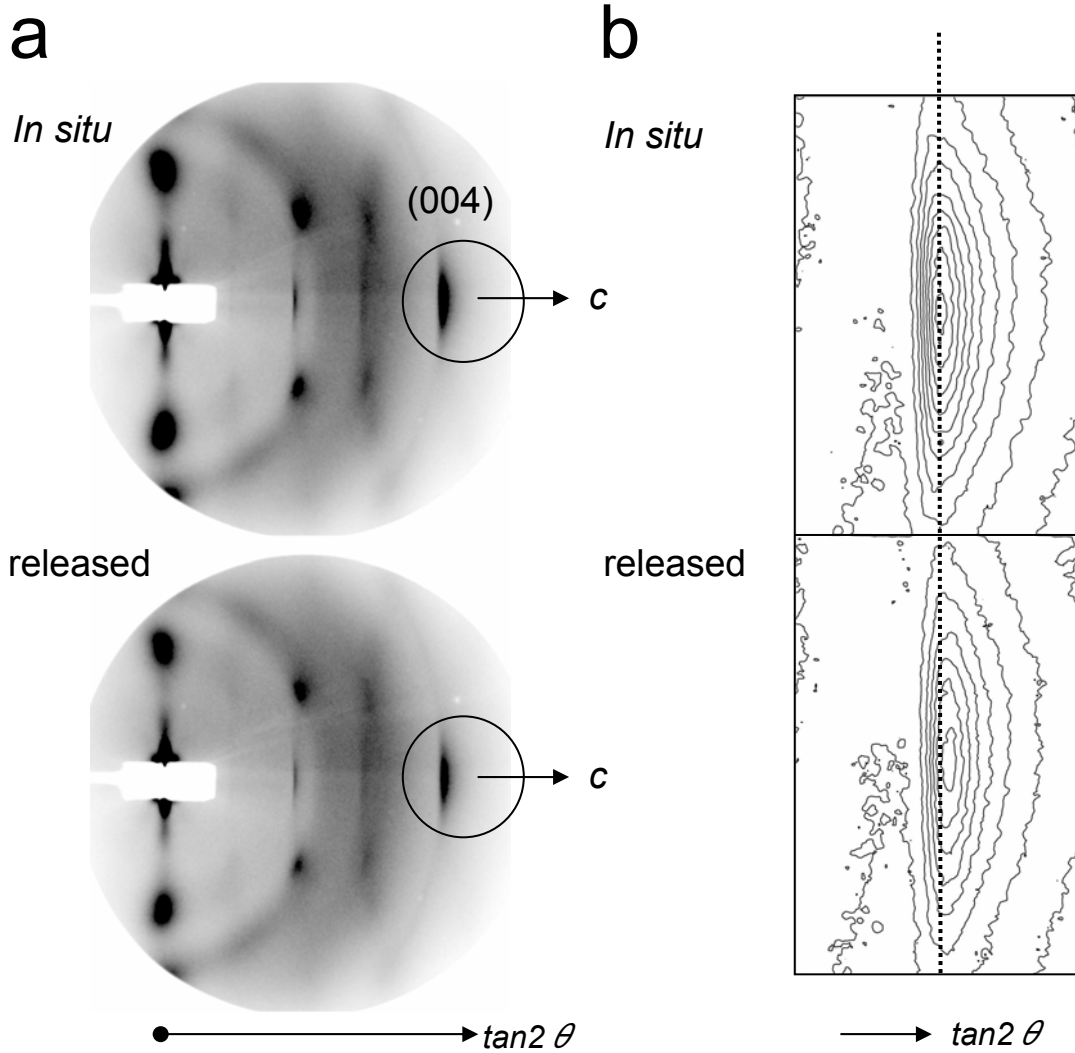 a
In situ
(004)
c
released
c
tan2 θ
b
In situ
released
tan2 θ